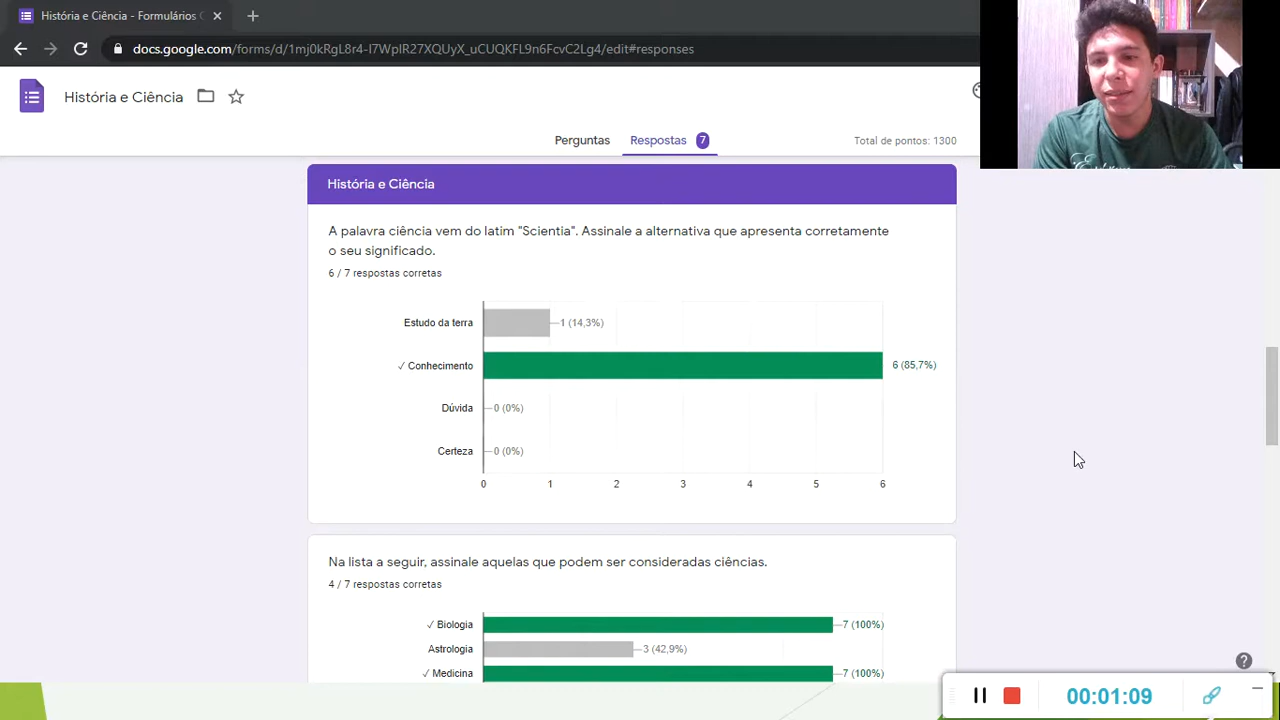 História e Ciência - Formulários
docs.google.com/forms/d/1mj0kRgL8r4-I7WplR27XQUyX_uCUQKFL9n6FcvC2Lg4/edit#responses
História e Ciência
Perguntas
Respostas 7
Total de pontos: 1300
História e Ciência
A palavra ciência vem do latim "Scientia". Assinale a alternativa que apresenta corretamente
o seu significado.
6 / 7 respostas corretas
Estudo da terra 1 (14,3%)
✓ Conhecimento 6 (85,7%)
Dúvida 0 (0%)
Certeza 0 (0%)
0 1 2 3 4 5 6
Na lista a seguir, assinale aquelas que podem ser consideradas ciências.
4 / 7 respostas corretas
✓ Biologia 7 (100%)
Astrologia 3 (42,9%)
✓ Medicina 7 (100%)
00:01:09